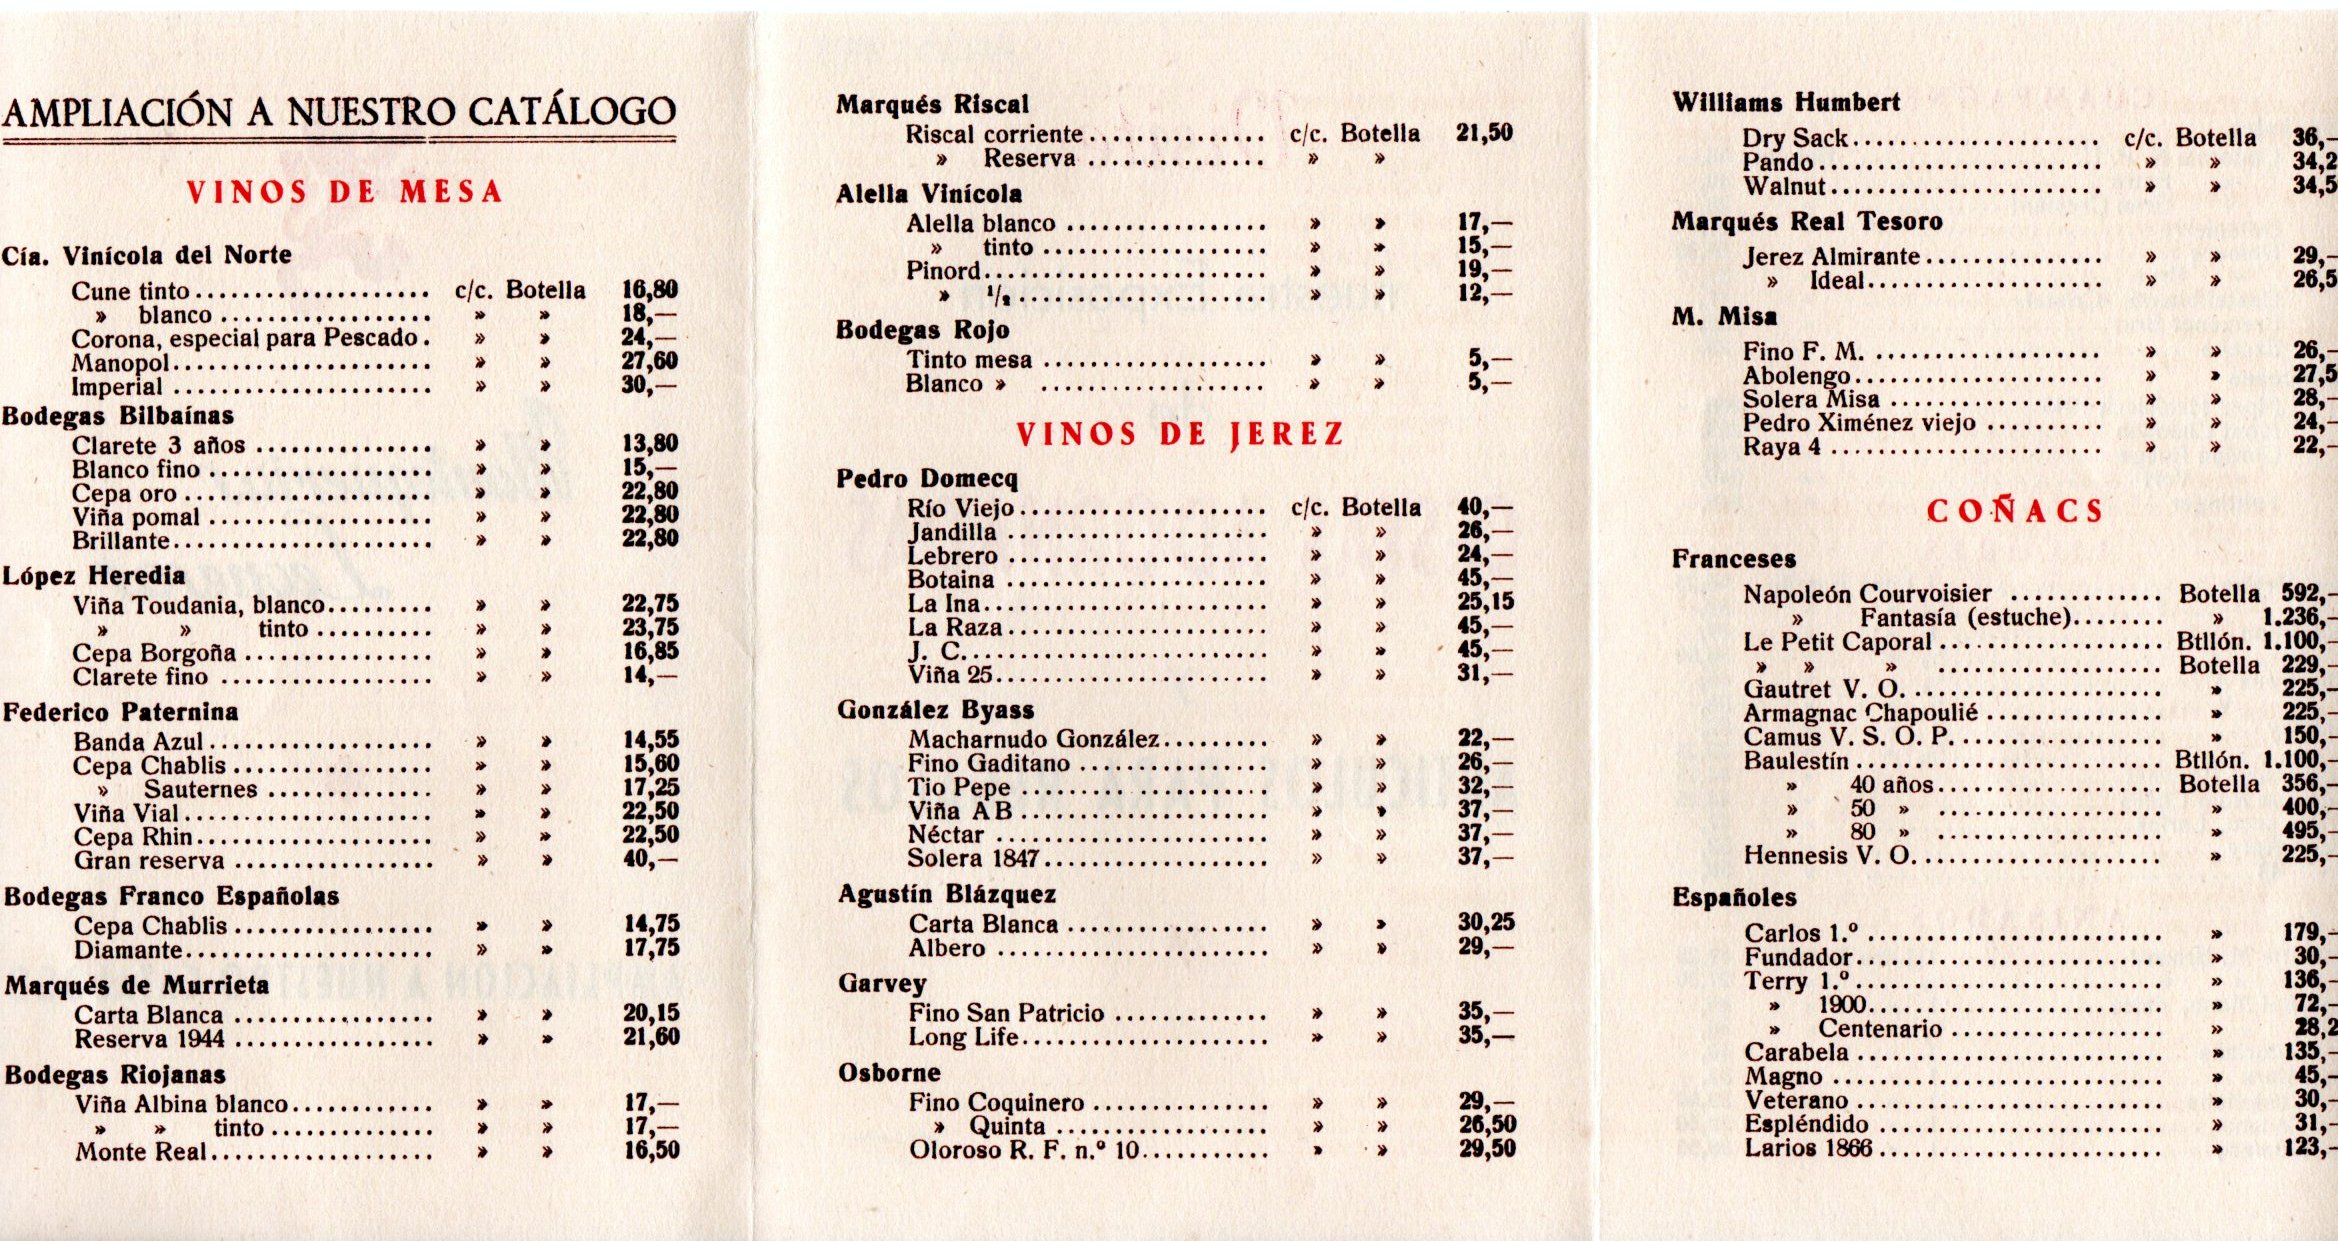 AMPLIACIÓN A NUESTRO CATÁLOGO
VINOS DE MESA
Cía. Vinícola del Norte
Cune tinto .................... c/c. Botella 16,80
» blanco .................. » » 18,—
Corona, especial para Pescado . » » 24,—
Manopol...................... » » 27,60
Imperial ...................... » » 30,—
Bodegas Bilbaínas
Clarete 3 años ............... » » 13,80
Blanco fino ................... » » 15,—
Cepa oro ..................... » » 22,80
Viña pomal ................... » » 22,80
Brillante...................... » » 22,80
López Heredia
Viña Toudania, blanco......... » » 22,75
» » tinto .......... » » 23,75
Cepa Borgoña ................ » » 16,85
Clarete fino .................. » » 14,—
Federico Paternina
Banda Azul................... » » 14,55
Cepa Chablis ................. » » 15,60
» Sauternes .............. » » 17,25
Viña Vial..................... » » 22,50
Cepa Rhin.................... » » 22,50
Gran reserva ................. » » 40,—
Bodegas Franco Españolas
Cepa Chablis ................. » » 14,75
Diamante..................... » » 17,75
Marqués de Murrieta
Carta Blanca ................. » » 20,15
Reserva 1944 ................. » » 21,60
Bodegas Riojanas
Viña Albina blanco............ » » 17,—
» » tinto .............. » » 17,—
Monte Real................... » » 16,50
Marqués Riscal
Riscal corriente ............... c/c. Botella 21,50
» Reserva ............... » »
Alella Vinícola
Alella blanco ................. » » 17,—
» tinto ................... » » 15,—
Pinord........................ » » 19,—
» ½ ..................... » » 12,—
Bodegas Rojo
Tinto mesa ................... » » 5,—
Blanco » ................... » » 5,—
VINOS DE JEREZ
Pedro Domecq
Río Viejo..................... c/c. Botella 40,—
Jandilla ...................... » » 26,—
Lebrero ...................... » » 24,—
Botaina ...................... » » 45,—
La Ina........................ » » 25,15
La Raza...................... » » 45,—
J. C.......................... » » 45,—
Viña 25....................... » » 31,—
González Byass
Macharnudo González......... » » 22,—
Fino Gaditano ................ » » 26,—
Tio Pepe ..................... » » 32,—
Viña A B ..................... » » 37,—
Néctar ....................... » » 37,—
Solera 1847................... » » 37,—
Agustín Blázquez
Carta Blanca .................. » » 30,25
Albero ....................... » » 29,—
Garvey
Fino San Patricio ............. » » 35,—
Long Life..................... » » 35,—
Osborne
Fino Coquinero ............... » » 29,—
» Quinta .................. » » 26,50
Oloroso R. F. n.º 10........... » » 29,50
Williams Humbert
Dry Sack..................... c/c. Botella 36,—
Pando........................ » » 34,2
Walnut....................... » » 34,5
Marqués Real Tesoro
Jerez Almirante............... » » 29,—
» Ideal.................... » » 26,5
M. Misa
Fino F. M. ................... » » 26,—
Abolengo..................... » » 27,5
Solera Misa .................. » » 28,—
Pedro Ximénez viejo .......... » » 24,—
Raya 4 ....................... » » 22,—
COÑACS
Franceses
Napoleón Courvoisier ............. Botella 592,—
» Fantasía (estuche)........ » 1.236,—
Le Petit Caporal ................... Btllón. 1.100,—
» » » ................... Botella 229,—
Gautret V. O. ..................... » 225,—
Armagnac Chapoulié ............... » 225,—
Camus V. S. O. P. ................. » 150,—
Baulestín .......................... Btllón. 1.100,—
» 40 años................... Botella 356,—
» 50 » ................... » 400,—
» 80 » ................... » 495,—
Hennesis V. O. .................... » 225,—
Españoles
Carlos 1.º ......................... » 179,—
Fundador.......................... » 30,—
Terry 1.º.......................... » 136,—
» 1900......................... » 72,—
» Centenario .................. » 28,2
Carabela .......................... » 135,—
Magno ............................ » 45,—
Veterano .......................... » 30,—
Espléndido ........................ » 31,—
Larios 1866 ........................ » 123,—